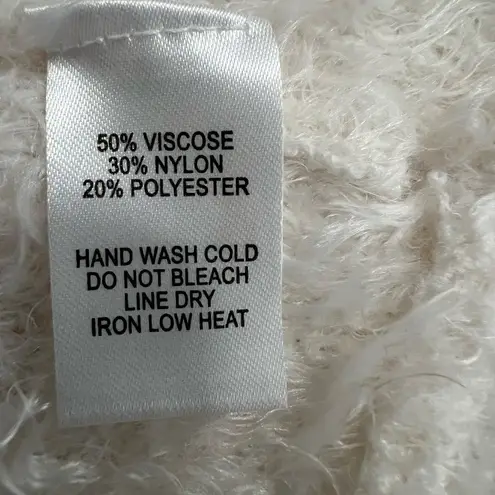 50% VISCOSE
30% NYLON
20% POLYESTER
HAND WASH COLD
DO NOT BLEACH
LINE DRY
IRON LOW HEAT